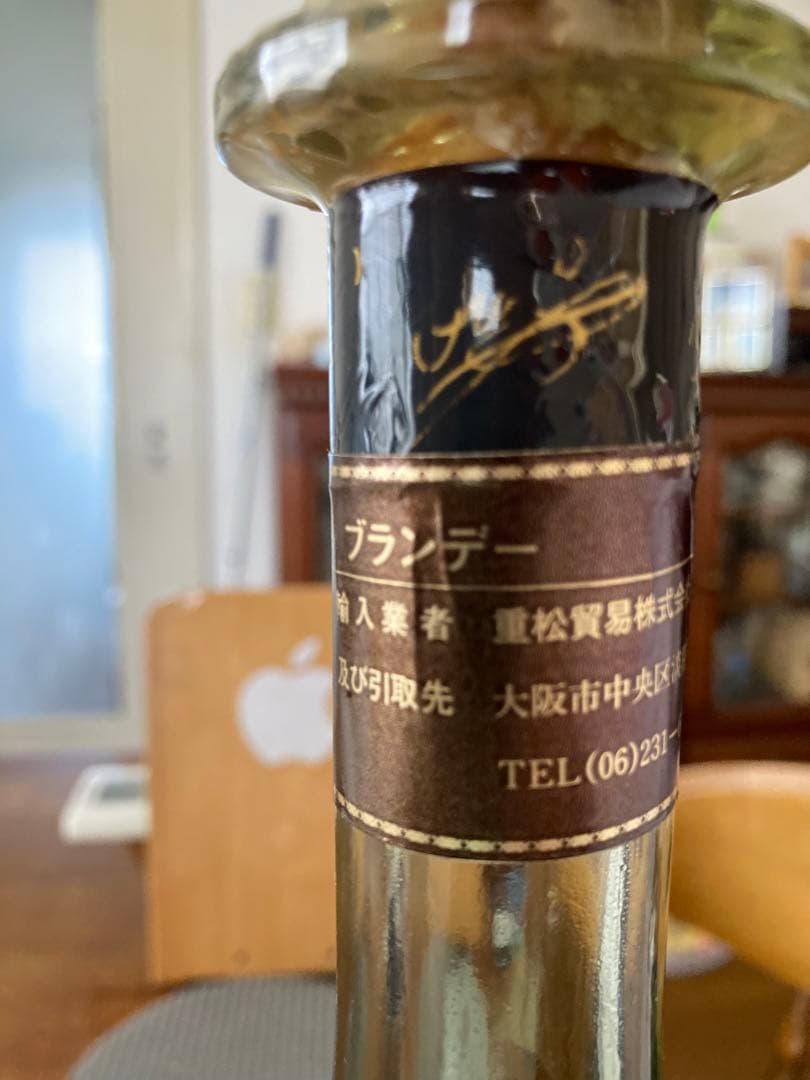 ブランデー
輸入業者 重松貿易株式会
及び引取先 大阪市中央区淡
TEL(06)231-